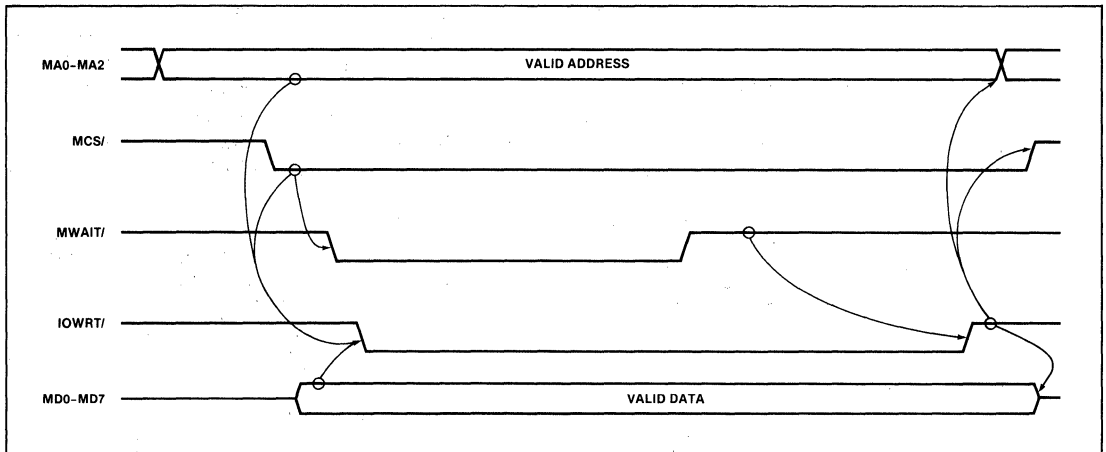 MA0-MA2
VALID ADDRESS
MCS/
MWAIT/
IOWRT/
MD0-MD7
VALID DATA